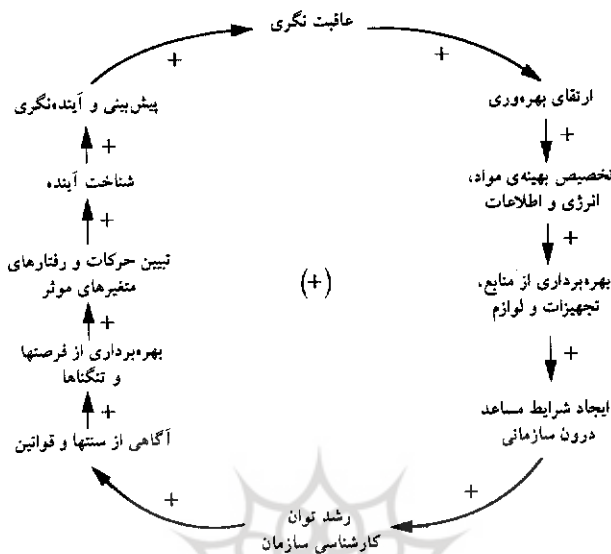 عاقبت نگری
+
+
ارتقای بهره‌وری
+
تخصیص بهینه‌ی مواد،
انرژی و اطلاعات
+
بهره‌برداری از منابع،
تجهیزات و لوازم
+
ایجاد شرایط مساعد
درون سازمانی
+
رشد توان
کارشناسی سازمان
+
آگاهی از سنتها و قوانین
+
بهره‌برداری از فرصتها
و تنگناها
+
تبیین حرکات و رفتارهای
متغیرهای موثر
+
شناخت آینده
+
پیش‌بینی و آینده‌نگری
(+)